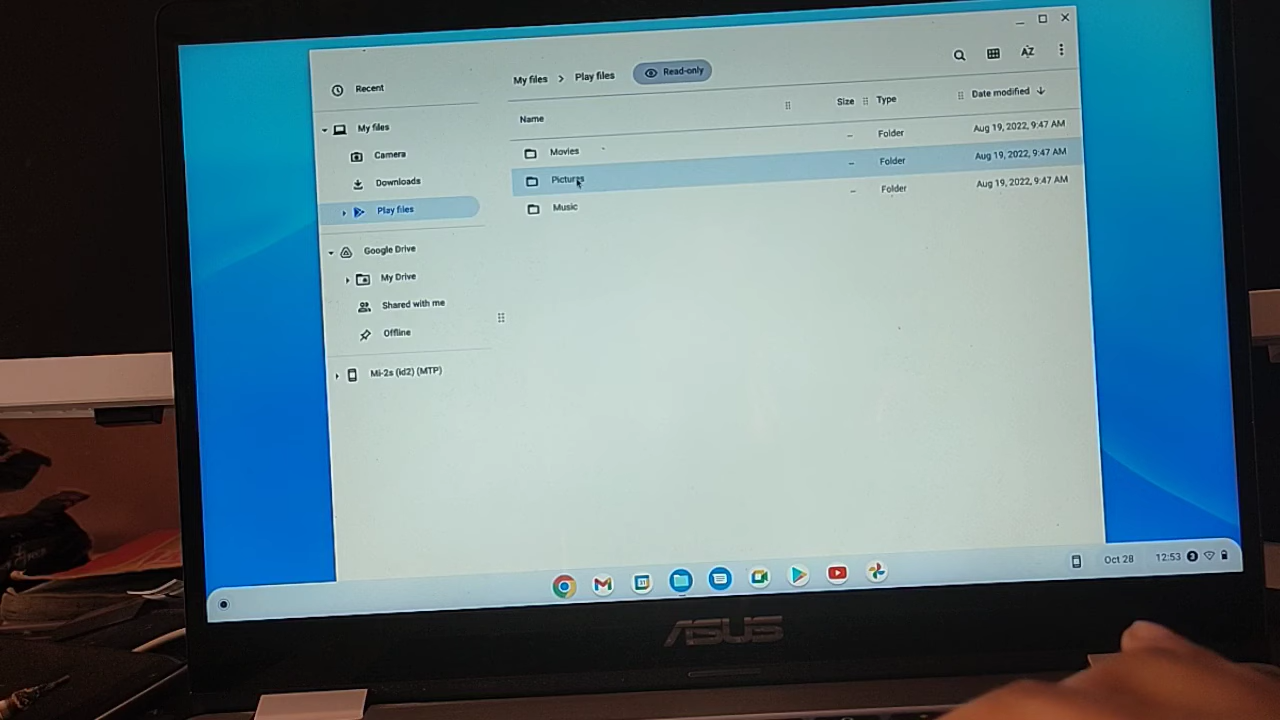 Recent
My files
Camera
Downloads
Play files
Google Drive
My Drive
Shared with me
Offline
Mi-2s (id2) (MTP)
My files > Play files Read-only
AZ
Name Size Type Date modified
Movies -- Folder Aug 19, 2022, 9:47 AM
Pictures -- Folder Aug 19, 2022, 9:47 AM
Music -- Folder Aug 19, 2022, 9:47 AM
31
Oct 28 12:53 3
ASUS